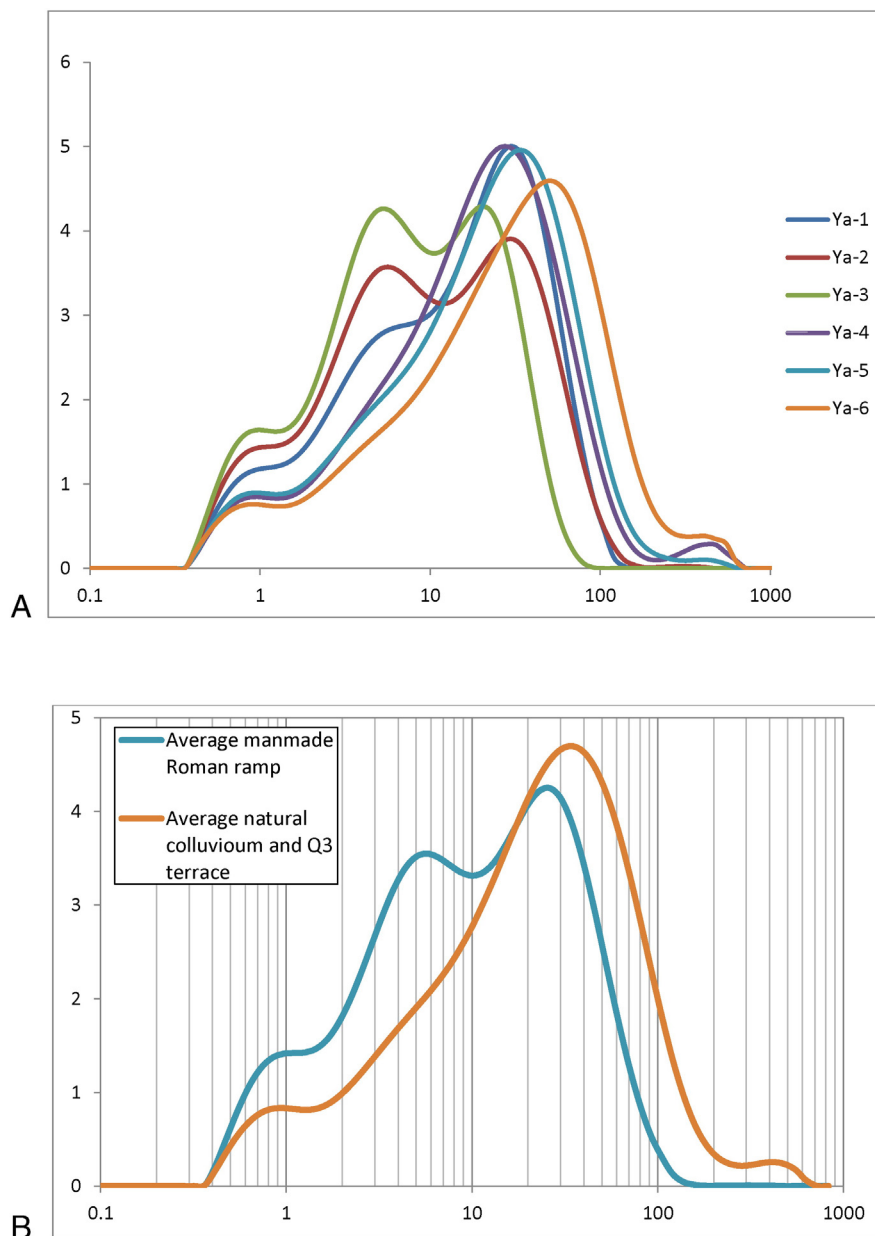 6
5
4
3
2
1
0
0.1 1 10 100 1000
Ya-1
Ya-2
Ya-3
Ya-4
Ya-5
Ya-6
A
5
4
3
2
1
0
0.1 1 10 100 1000
Average manmade
Roman ramp
Average natural
colluvioum and Q3
terrace
B